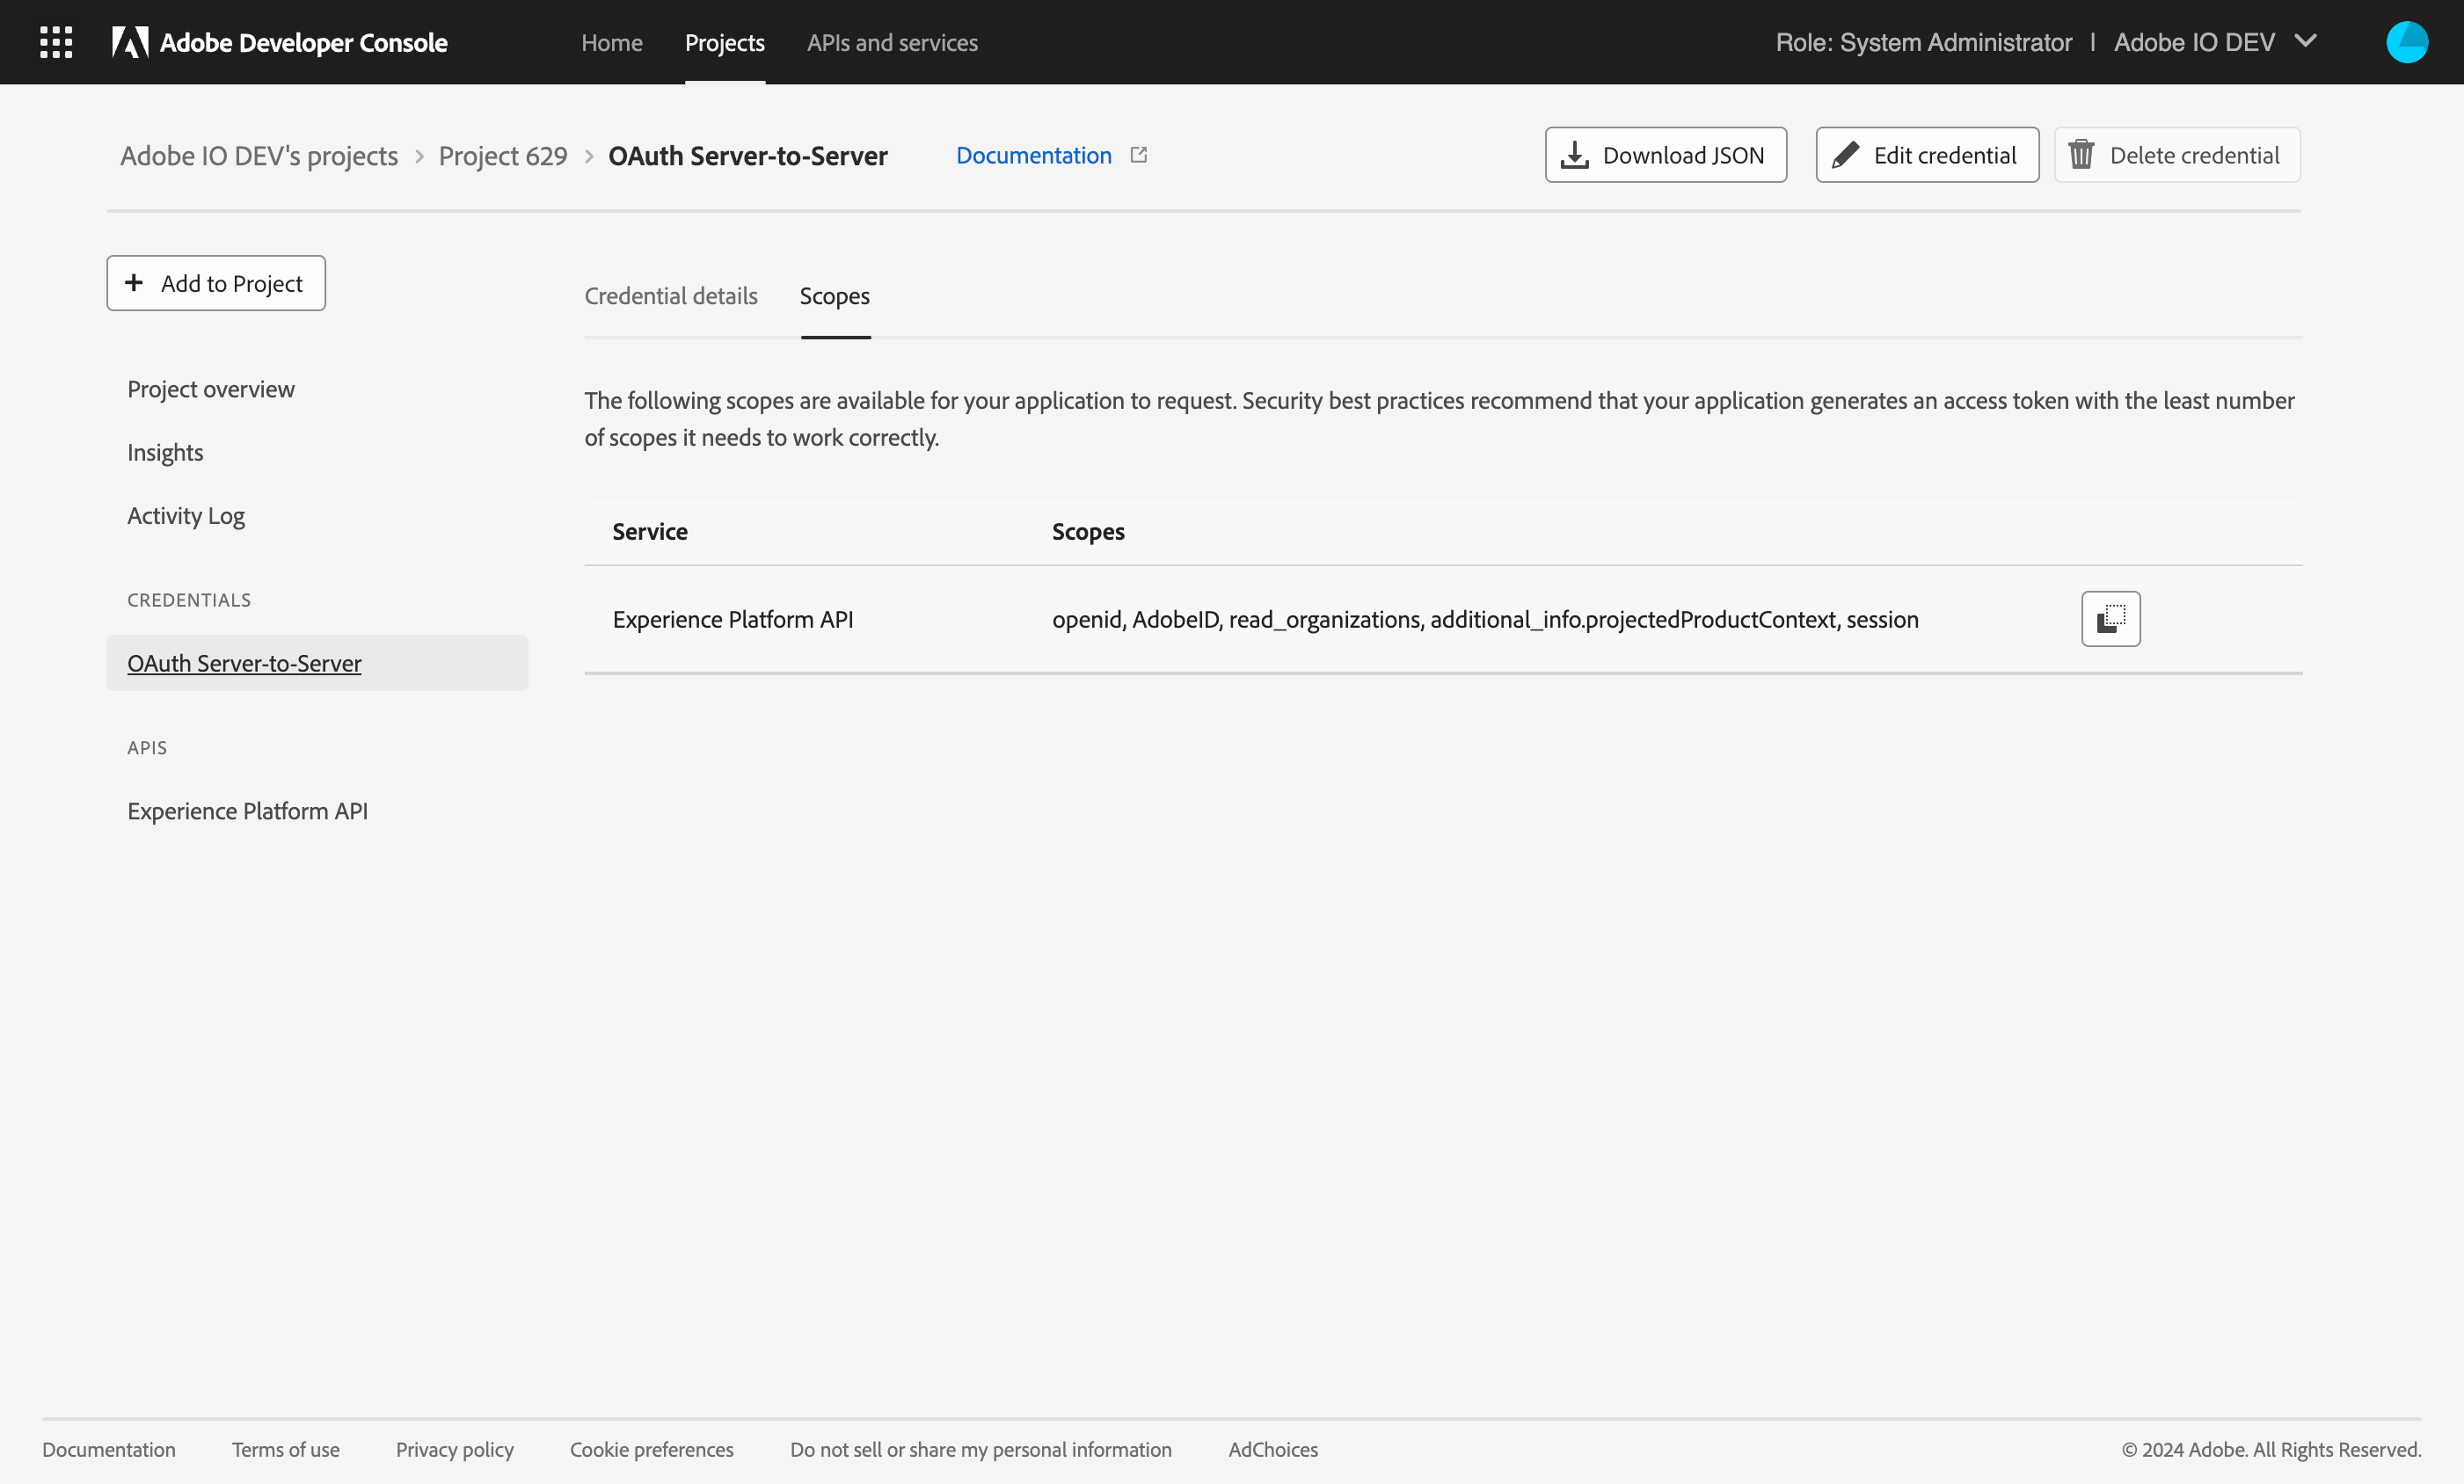 Adobe Developer Console
Home
Projects
APIs and services
Role: System Administrator | Adobe IO DEV
Adobe IO DEV's projects > Project 629 > OAuth Server-to-Server
Documentation
Download JSON
Edit credential
Delete credential
+ Add to Project
Project overview
Insights
Activity Log
CREDENTIALS
OAuth Server-to-Server
APIS
Experience Platform API
Credential details
Scopes
The following scopes are available for your application to request. Security best practices recommend that your application generates an access token with the least number
of scopes it needs to work correctly.
Service
Scopes
Experience Platform API
openid, AdobeID, read_organizations, additional_info.projectedProductContext, session
Documentation
Terms of use
Privacy policy
Cookie preferences
Do not sell or share my personal information
AdChoices
© 2024 Adobe. All Rights Reserved.